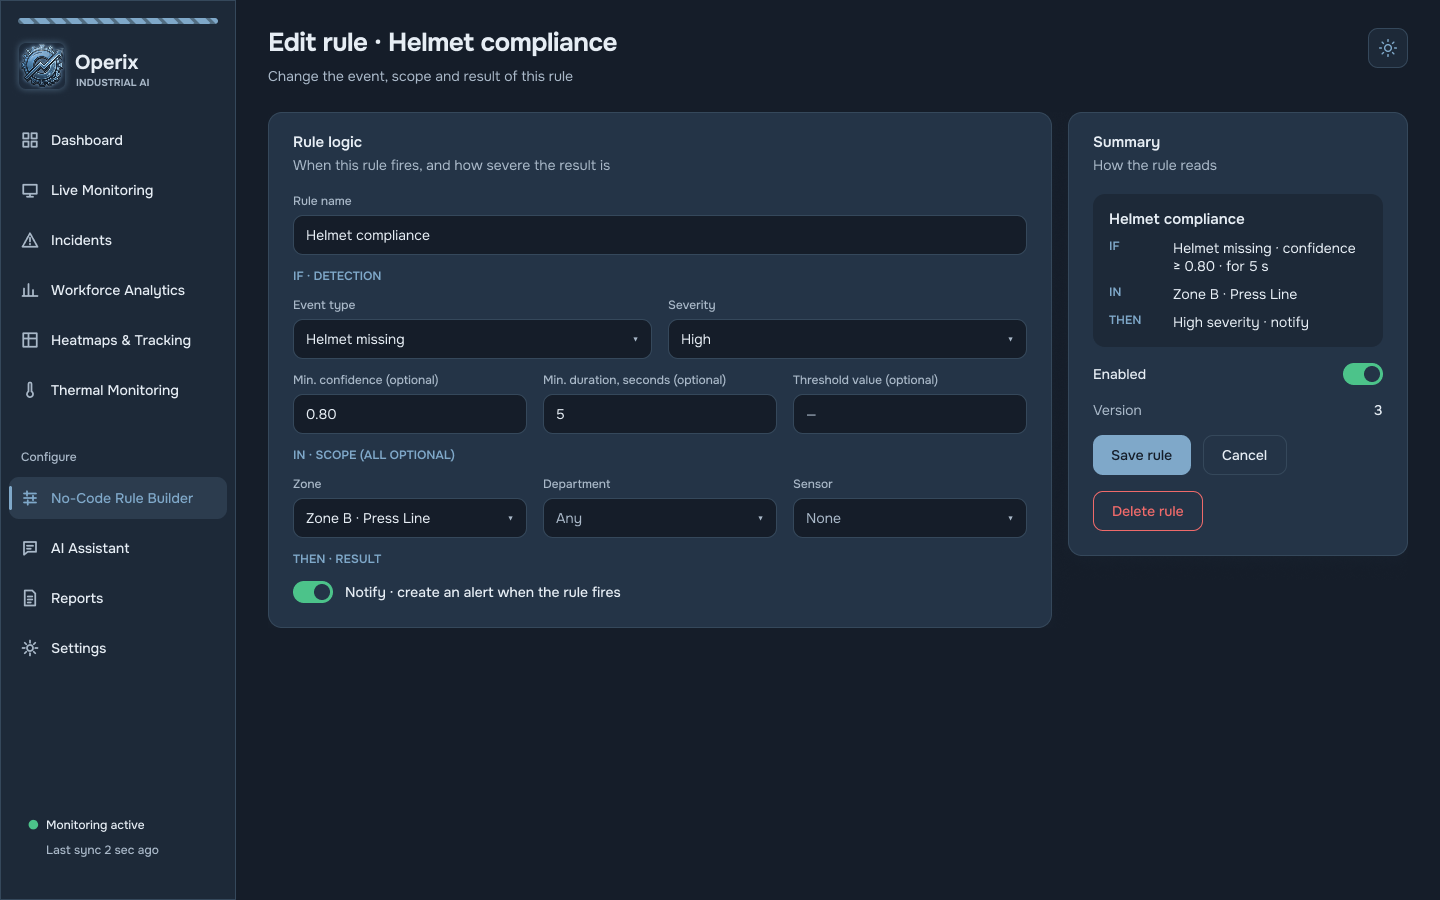 Operix
INDUSTRIAL AI
Dashboard
Live Monitoring
Incidents
Workforce Analytics
Heatmaps & Tracking
Thermal Monitoring
Configure
No-Code Rule Builder
AI Assistant
Reports
Settings
Monitoring active
Last sync 2 sec ago
Edit rule · Helmet compliance
Change the event, scope and result of this rule
Rule logic
When this rule fires, and how severe the result is
Rule name
Helmet compliance
IF · DETECTION
Event type
Severity
Helmet missing
High
Min. confidence (optional)
Min. duration, seconds (optional)
Threshold value (optional)
0.80
5
—
IN · SCOPE (ALL OPTIONAL)
Zone
Department
Sensor
Zone B · Press Line
Any
None
THEN · RESULT
Notify · create an alert when the rule fires
Summary
How the rule reads
Helmet compliance
IF Helmet missing · confidence
≥ 0.80 · for 5 s
IN Zone B · Press Line
THEN High severity · notify
Enabled
Version 3
Save rule
Cancel
Delete rule